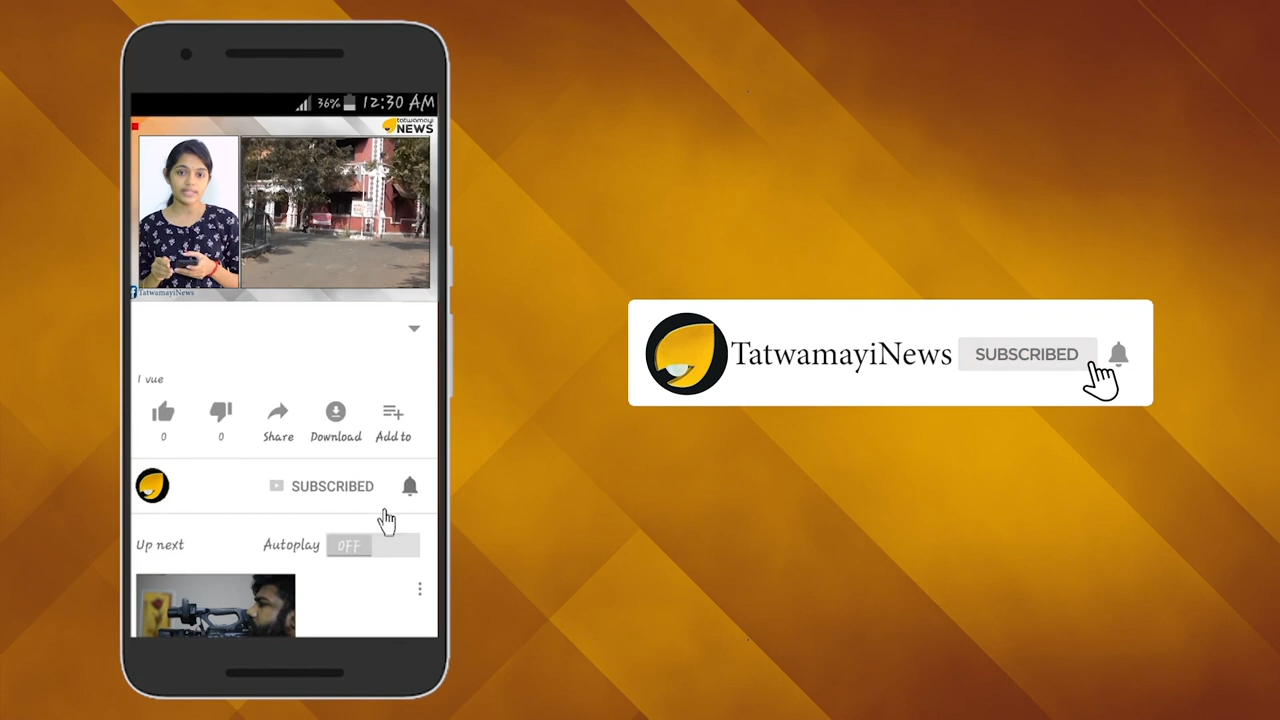 36% 12:30 AM
tatwamayi
NEWS
TatwamayiNews
1 vue
0 0 Share Download Add to
SUBSCRIBED
Up next Autoplay OFF
TatwamayiNews SUBSCRIBED